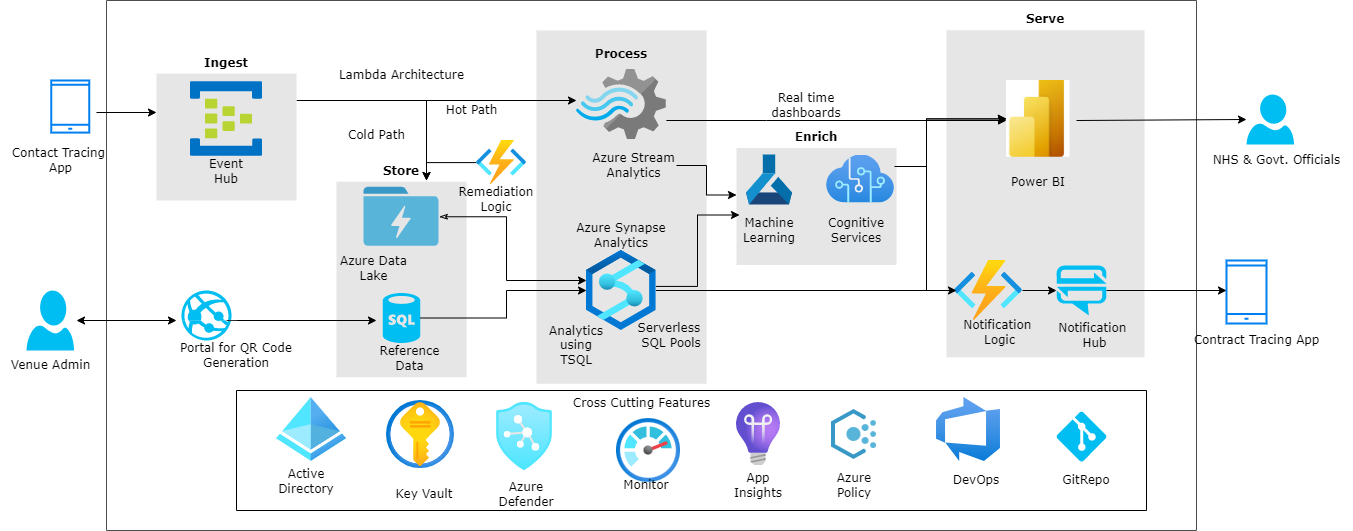 Serve
Process
Ingest
Lambda Architecture
Real time
dashboards
Hot Path
Cold Path
Enrich
Contact Tracing
App
Event
Hub
Azure Stream
Analytics
NHS & Govt. Officials
Store
Remediation
Logic
Power BI
Machine
Learning
Cognitive
Services
Azure Synapse
Analytics
Azure Data
Lake
SQL
Reference
Data
Analytics
using
TSQL
Serverless
SQL Pools
Notification
Logic
Notification
Hub
Contract Tracing App
Venue Admin
Portal for QR Code
Generation
Cross Cutting Features
Active
Directory
Key Vault
Azure
Defender
Monitor
App
Insights
Azure
Policy
DevOps
GitRepo